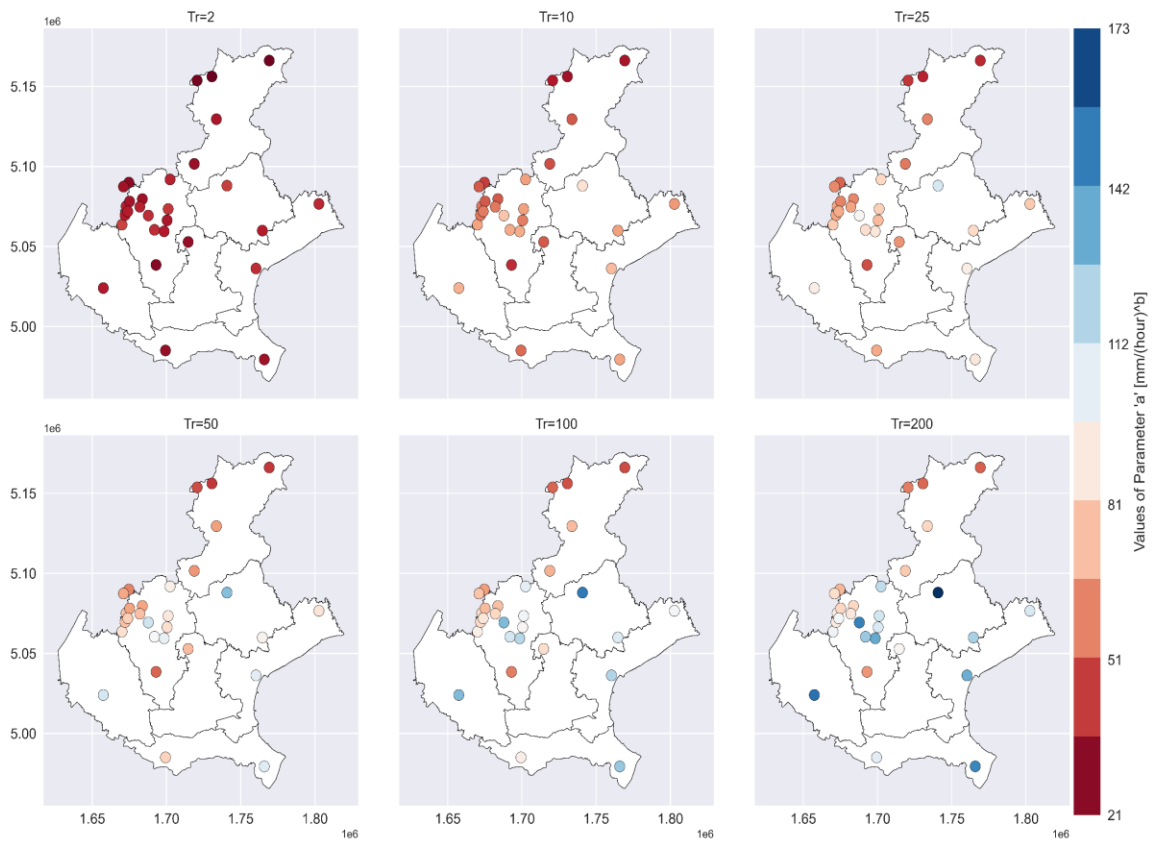 1e6
Tr=2
Tr=10
Tr=25
173
5.15
5.10
5.05
5.00
142
112
1e6
Tr=50
Tr=100
Tr=200
81
5.15
5.10
5.05
5.00
51
21
Values of Parameter 'a' [mm/(hour)^b]
1.65 1.70 1.75 1.80
1e6
1.65 1.70 1.75 1.80
1e6
1.65 1.70 1.75 1.80
1e6